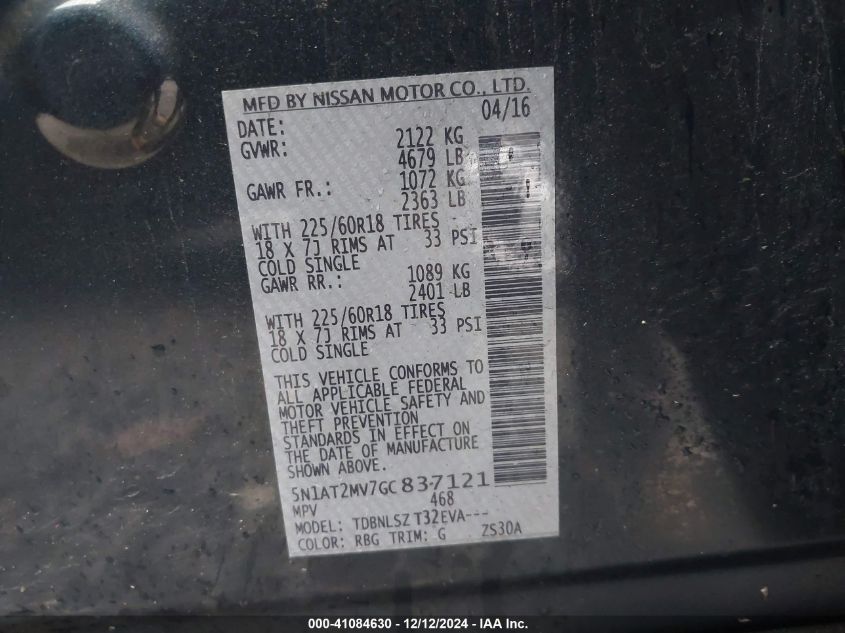 MFD BY NISSAN MOTOR CO., LTD.
DATE: 04/16
GVWR: 2122 KG
4679 LB
GAWR FR.: 1072 KG
2363 LB
WITH 225/60R18 TIRES
18 X 7J RIMS AT 33 PSI
COLD SINGLE
GAWR RR.: 1089 KG
2401 LB
WITH 225/60R18 TIRES
18 X 7J RIMS AT 33 PSI
COLD SINGLE
THIS VEHICLE CONFORMS TO
ALL APPLICABLE FEDERAL
MOTOR VEHICLE SAFETY AND
THEFT PREVENTION
STANDARDS IN EFFECT ON
THE DATE OF MANUFACTURE
SHOWN ABOVE.
5N1AT2MV7GC837121
MPV 468
MODEL: TDBNLSZ T32EVA---
COLOR: RBG TRIM: G ZS30A
000-41084630 - 12/12/2024 - IAA Inc.